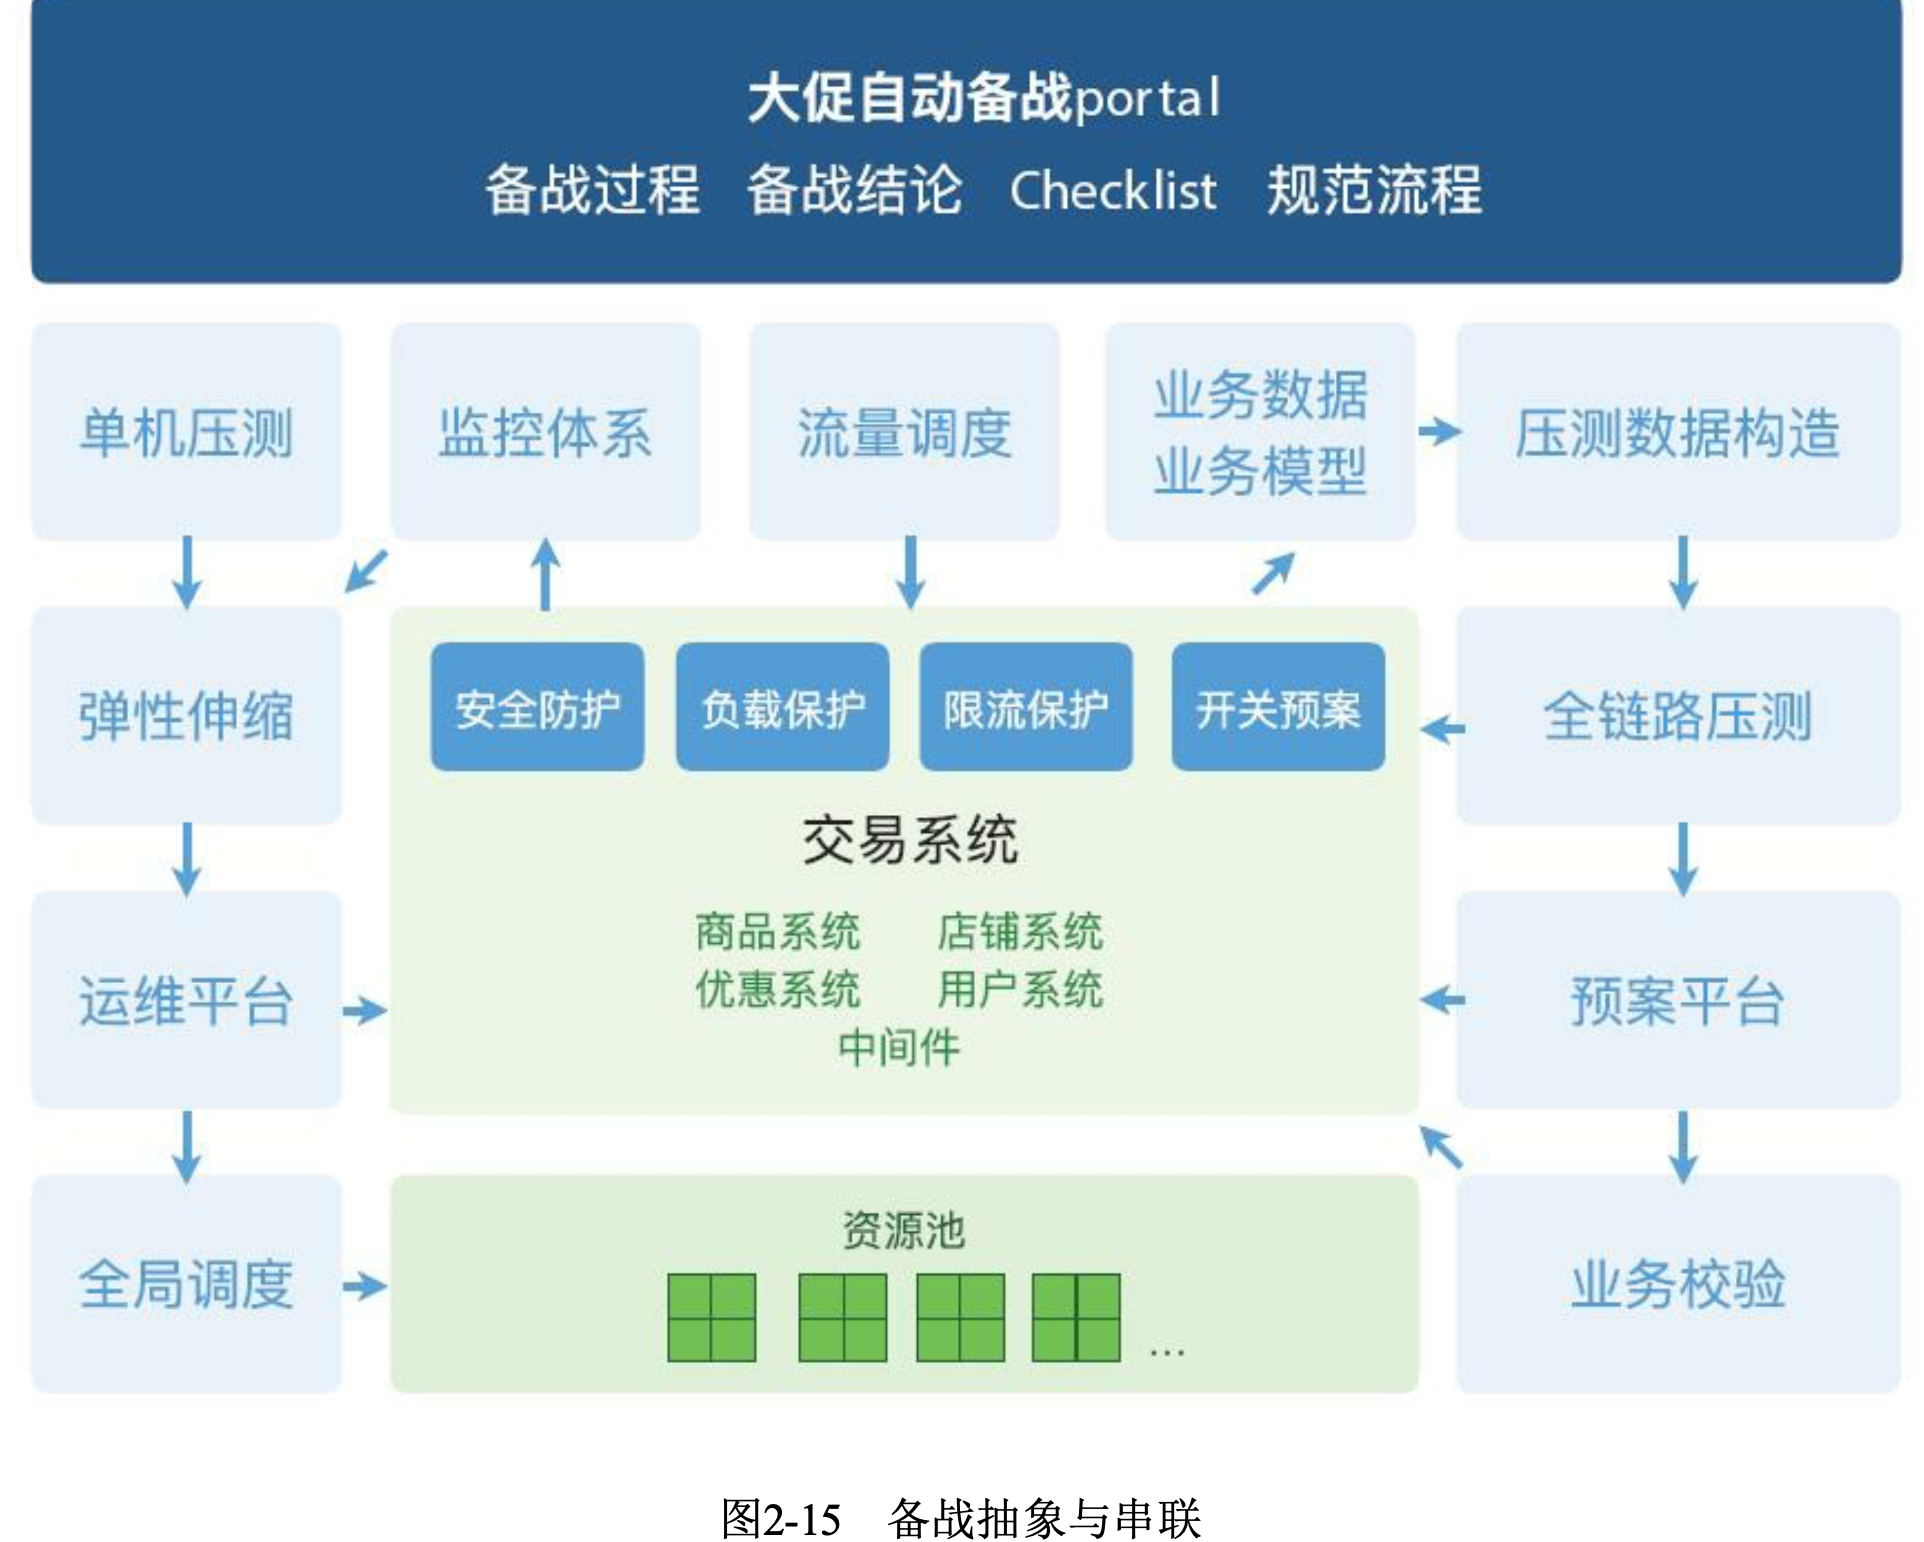 大促自动备战portal
备战过程 备战结论 Checklist 规范流程
单机压测
监控体系
流量调度
业务数据
业务模型
压测数据构造
弹性伸缩
安全防护
负载保护
限流保护
开关预案
全链路压测
交易系统
商品系统 店铺系统
优惠系统 用户系统
中间件
运维平台
预案平台
全局调度
资源池
...
业务校验
图2-15 备战抽象与串联